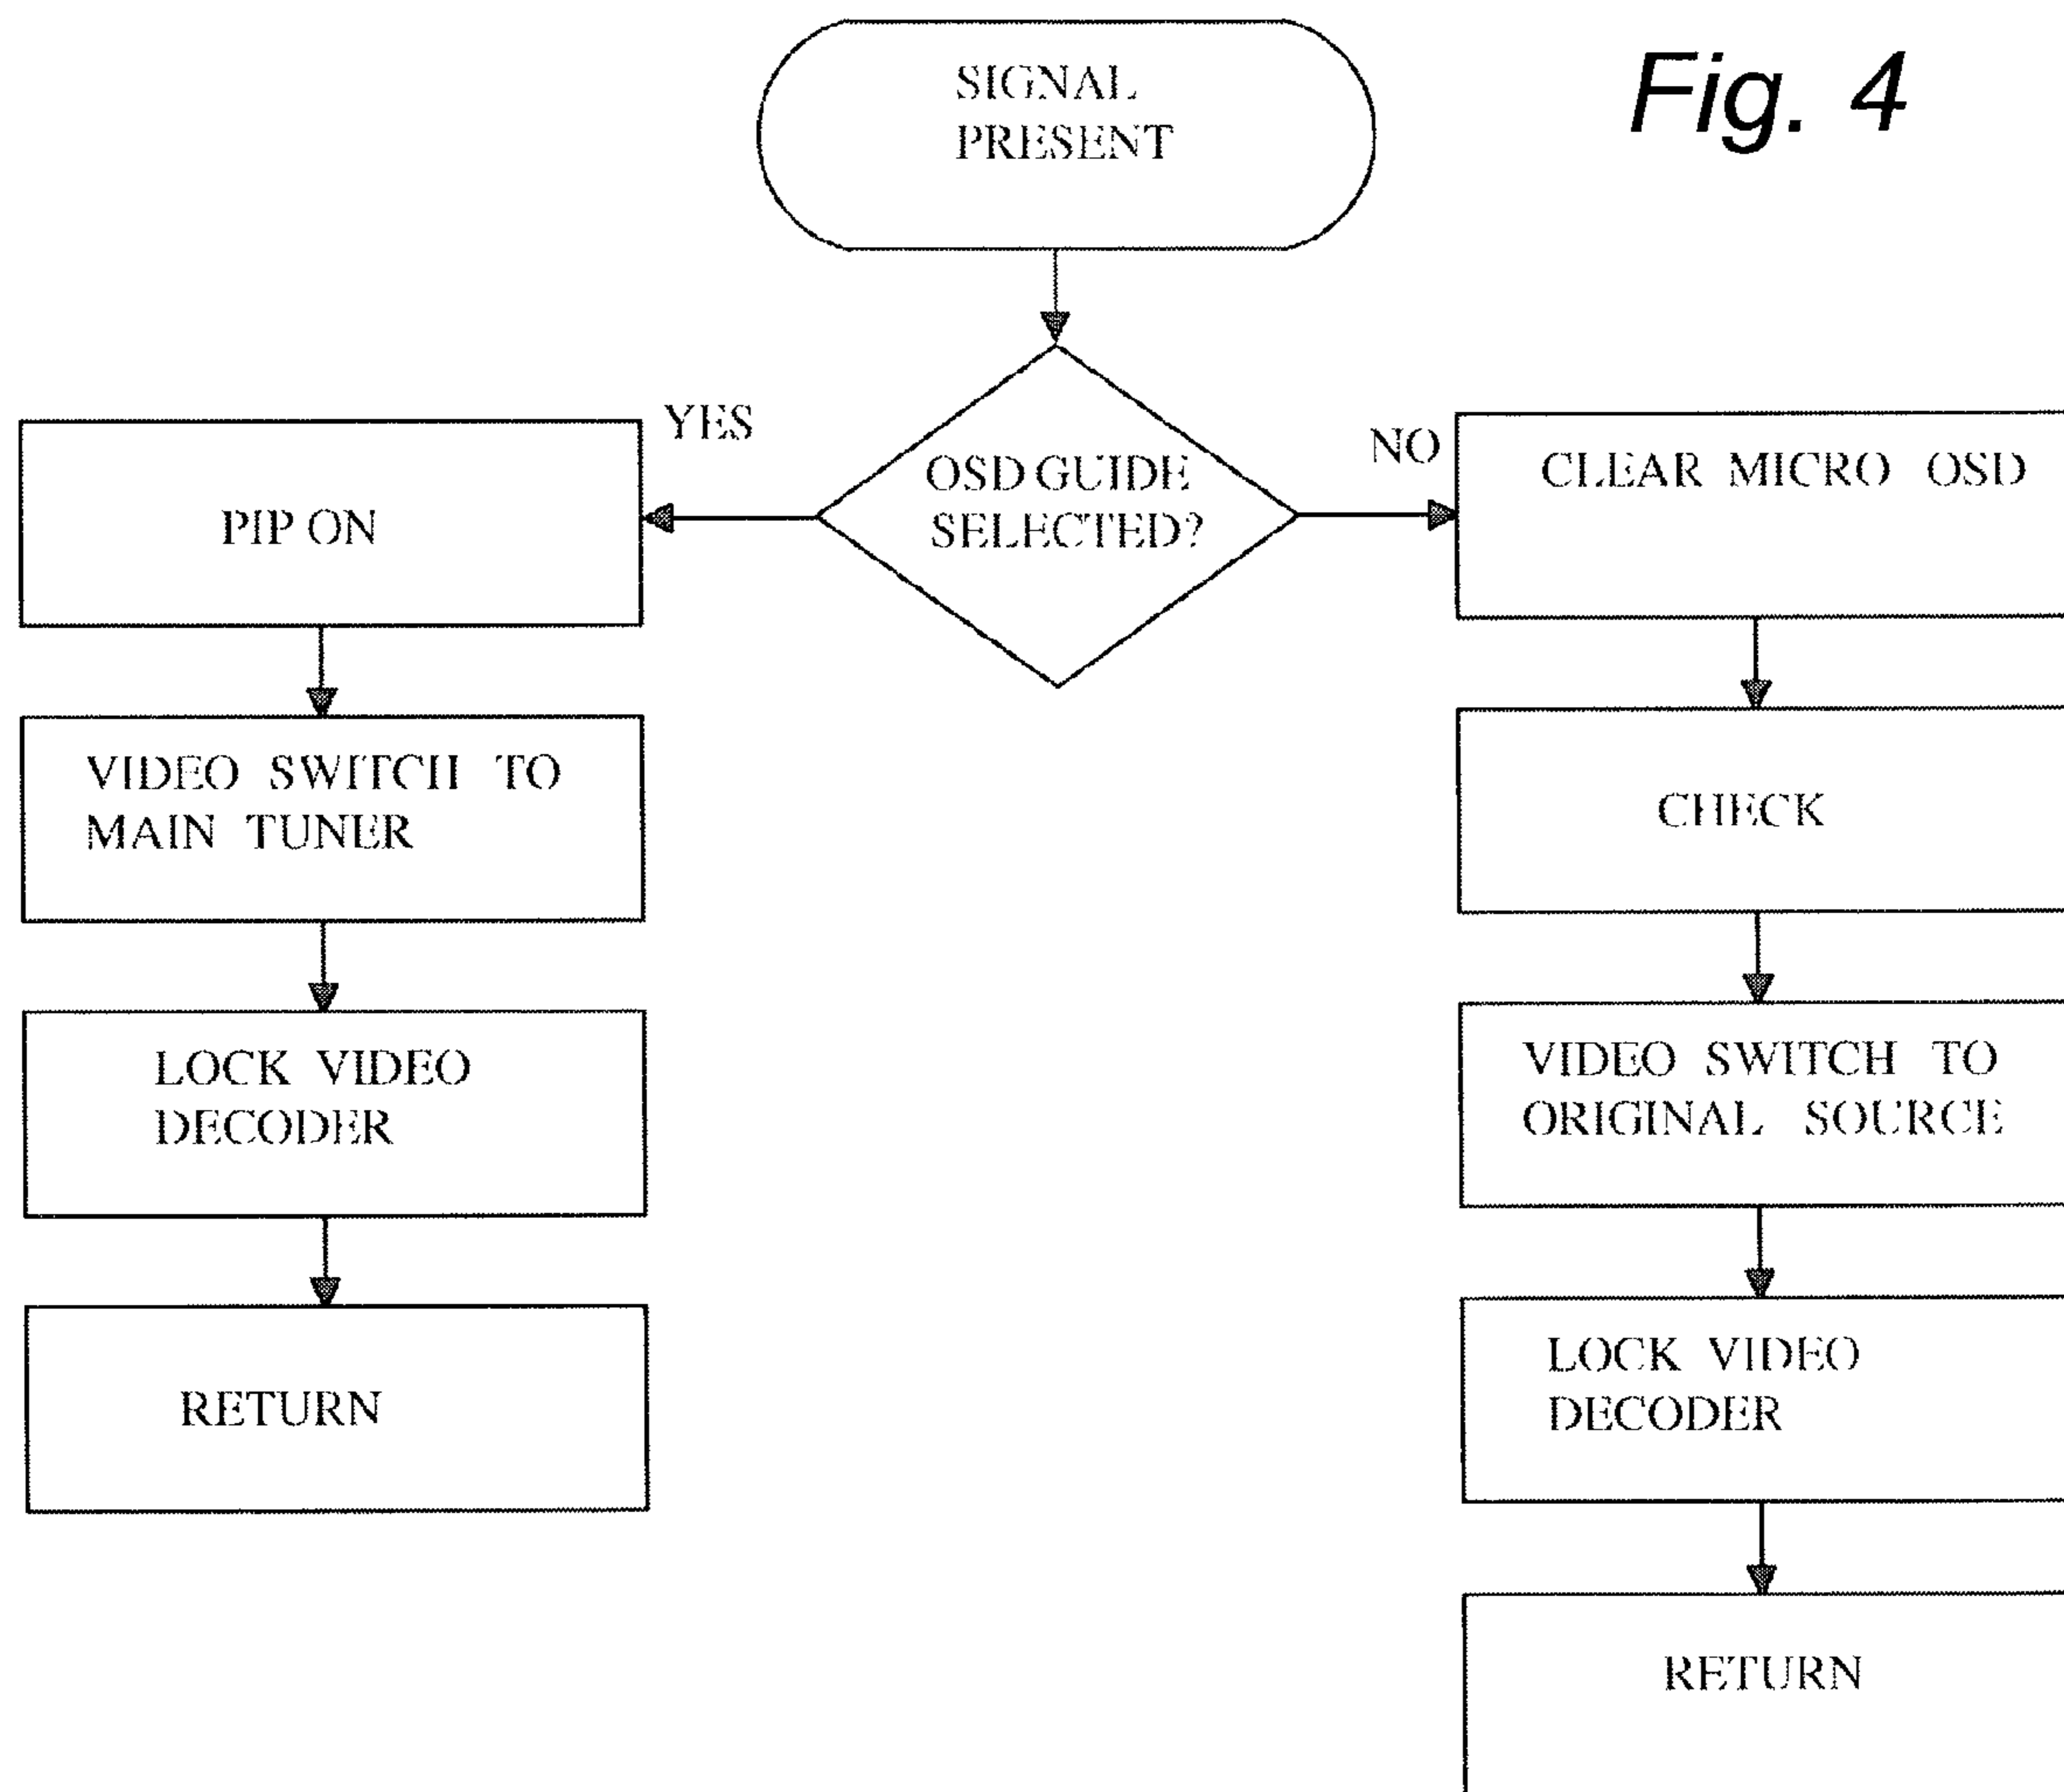 Fig. 4
SIGNAL
PRESENT
OSD GUIDE
SELECTED?
YES
PIP ON
VIDEO SWITCH TO
MAIN TUNER
LOCK VIDEO
DECODER
RETURN
NO
CLEAR MICRO OSD
CHECK
VIDEO SWITCH TO
ORIGINAL SOURCE
LOCK VIDEO
DECODER
RETURN